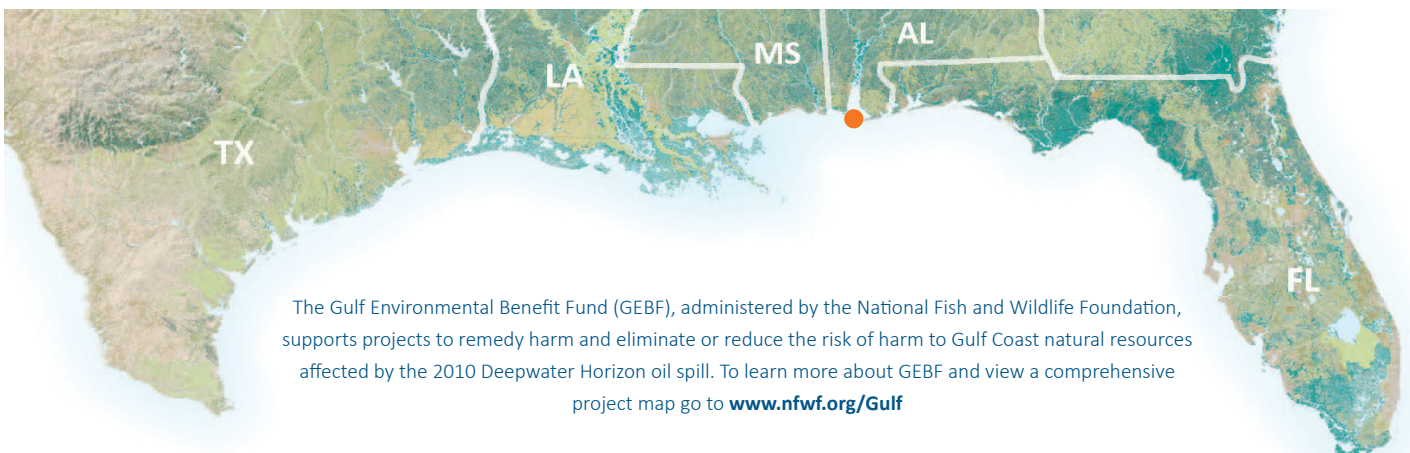 AL
MS
LA
TX
FL
The Gulf Environmental Benefit Fund (GEBF), administered by the National Fish and Wildlife Foundation,
supports projects to remedy harm and eliminate or reduce the risk of harm to Gulf Coast natural resources
affected by the 2010 Deepwater Horizon oil spill. To learn more about GEBF and view a comprehensive
project map go to www.nfwf.org/Gulf